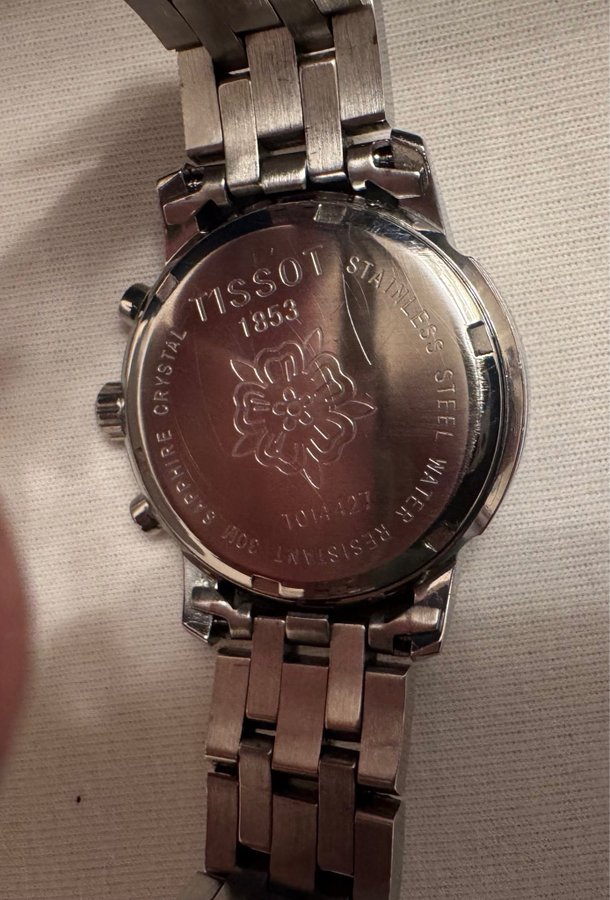 TISSOT
1853
STAINLESS STEEL WATER RESISTANT 30M SAPPHIRE CRYSTAL